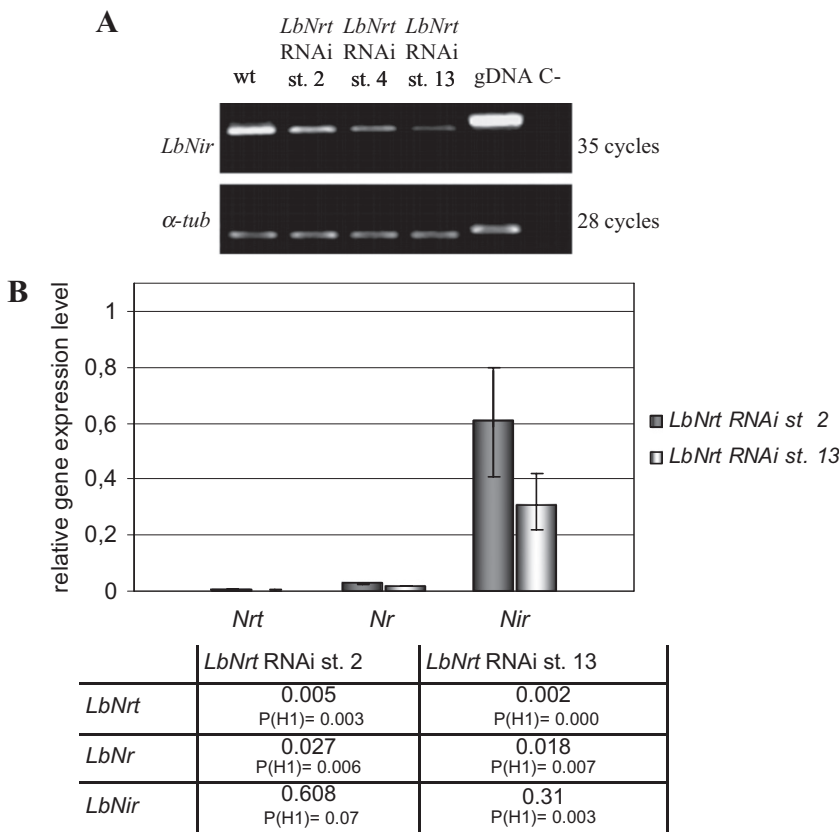 A
LbNrt LbNrt LbNrt
RNAi RNAi RNAi
wt st. 2 st. 4 st. 13 gDNA C-
LbNir 35 cycles
α-tub 28 cycles
B
relative gene expression level
1
0,8
0,6
0,4
0,2
0
Nrt Nr Nir
LbNrt RNAi st 2
LbNrt RNAi st. 13
LbNrt RNAi st. 2 LbNrt RNAi st. 13
LbNrt 0.005 0.002
P(H1)= 0.003 P(H1)= 0.000
LbNr 0.027 0.018
P(H1)= 0.006 P(H1)= 0.007
LbNir 0.608 0.31
P(H1)= 0.07 P(H1)= 0.003